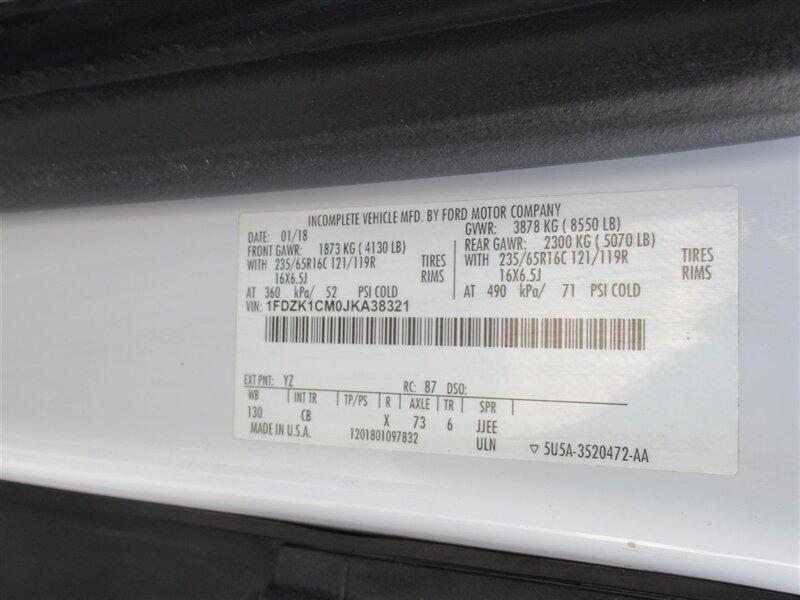 INCOMPLETE VEHICLE MFD. BY FORD MOTOR COMPANY
DATE: 01/18 GVWR: 3878 KG ( 8550 LB)
FRONT GAWR: 1873 KG ( 4130 LB) REAR GAWR: 2300 KG ( 5070 LB)
WITH 235/65R16C 121/119R TIRES WITH 235/65R16C 121/119R TIRES
16X6.5J RIMS 16X6.5J RIMS
AT 360 kPa/ 52 PSI COLD AT 490 kPa/ 71 PSI COLD
VIN: 1FDZK1CM0JKA38321
EXT PNT: YZ RC: 87 DSO:
WB INT TR TP/PS R AXLE TR SPR
130 CB X 73 6 JJEE
MADE IN U.S.A. 1201801097832 ULN ▽ 5U5A-3520472-AA